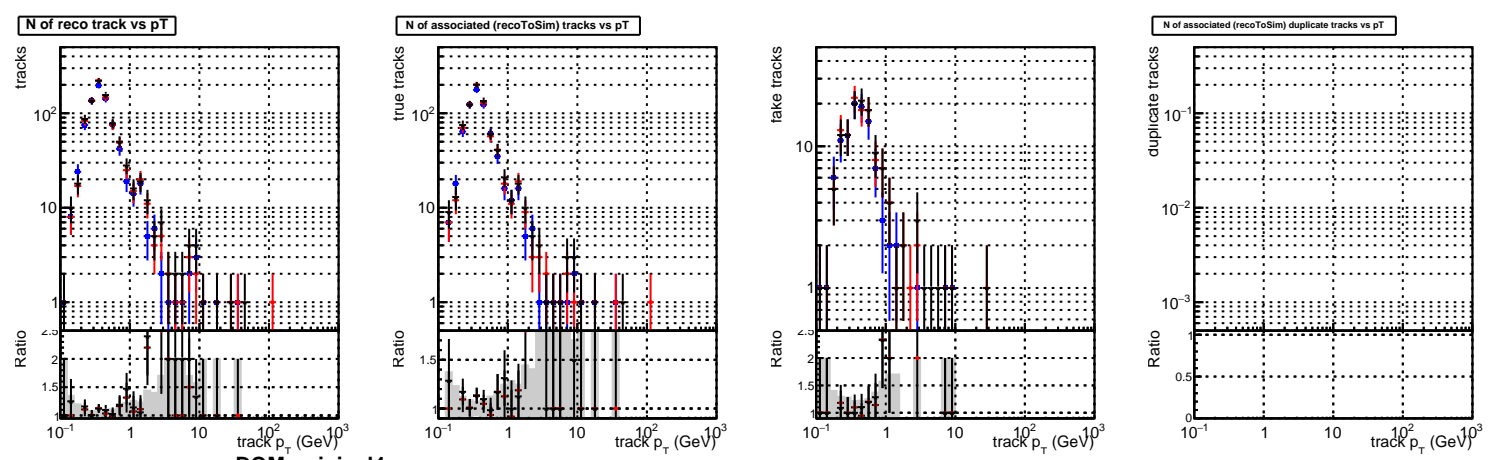 N of reco track vs pT
tracks
10²
10
1
Ratio
2.5
2
1.5
1
10⁻¹ 1 10 10² 10³
track p_T (GeV)
N of associated (recoToSim) tracks vs pT
true tracks
10²
10
1
Ratio
1.5
1
10⁻¹ 1 10 10² 10³
track p_T (GeV)
fake tracks
10
1
Ratio
2.5
2
1.5
1
10⁻¹ 1 10 10² 10³
track p_T (GeV)
N of associated (recoToSim) duplicate tracks vs pT
duplicate tracks
10⁻¹
10⁻²
10⁻³
Ratio
1
0.5
0
10⁻¹ 1 10 10² 10³
track p_T (GeV)